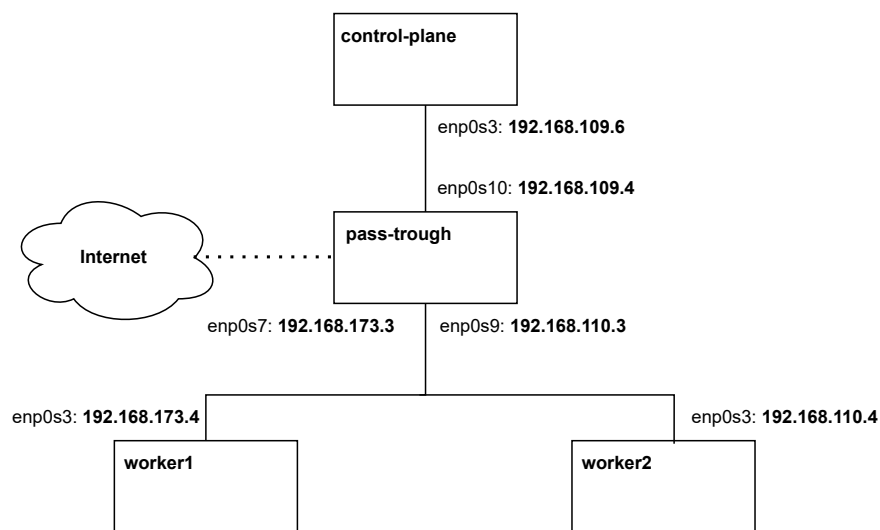 control-plane
enp0s3: 192.168.109.6
enp0s10: 192.168.109.4
pass-trough
Internet
enp0s7: 192.168.173.3
enp0s9: 192.168.110.3
enp0s3: 192.168.173.4
enp0s3: 192.168.110.4
worker1
worker2